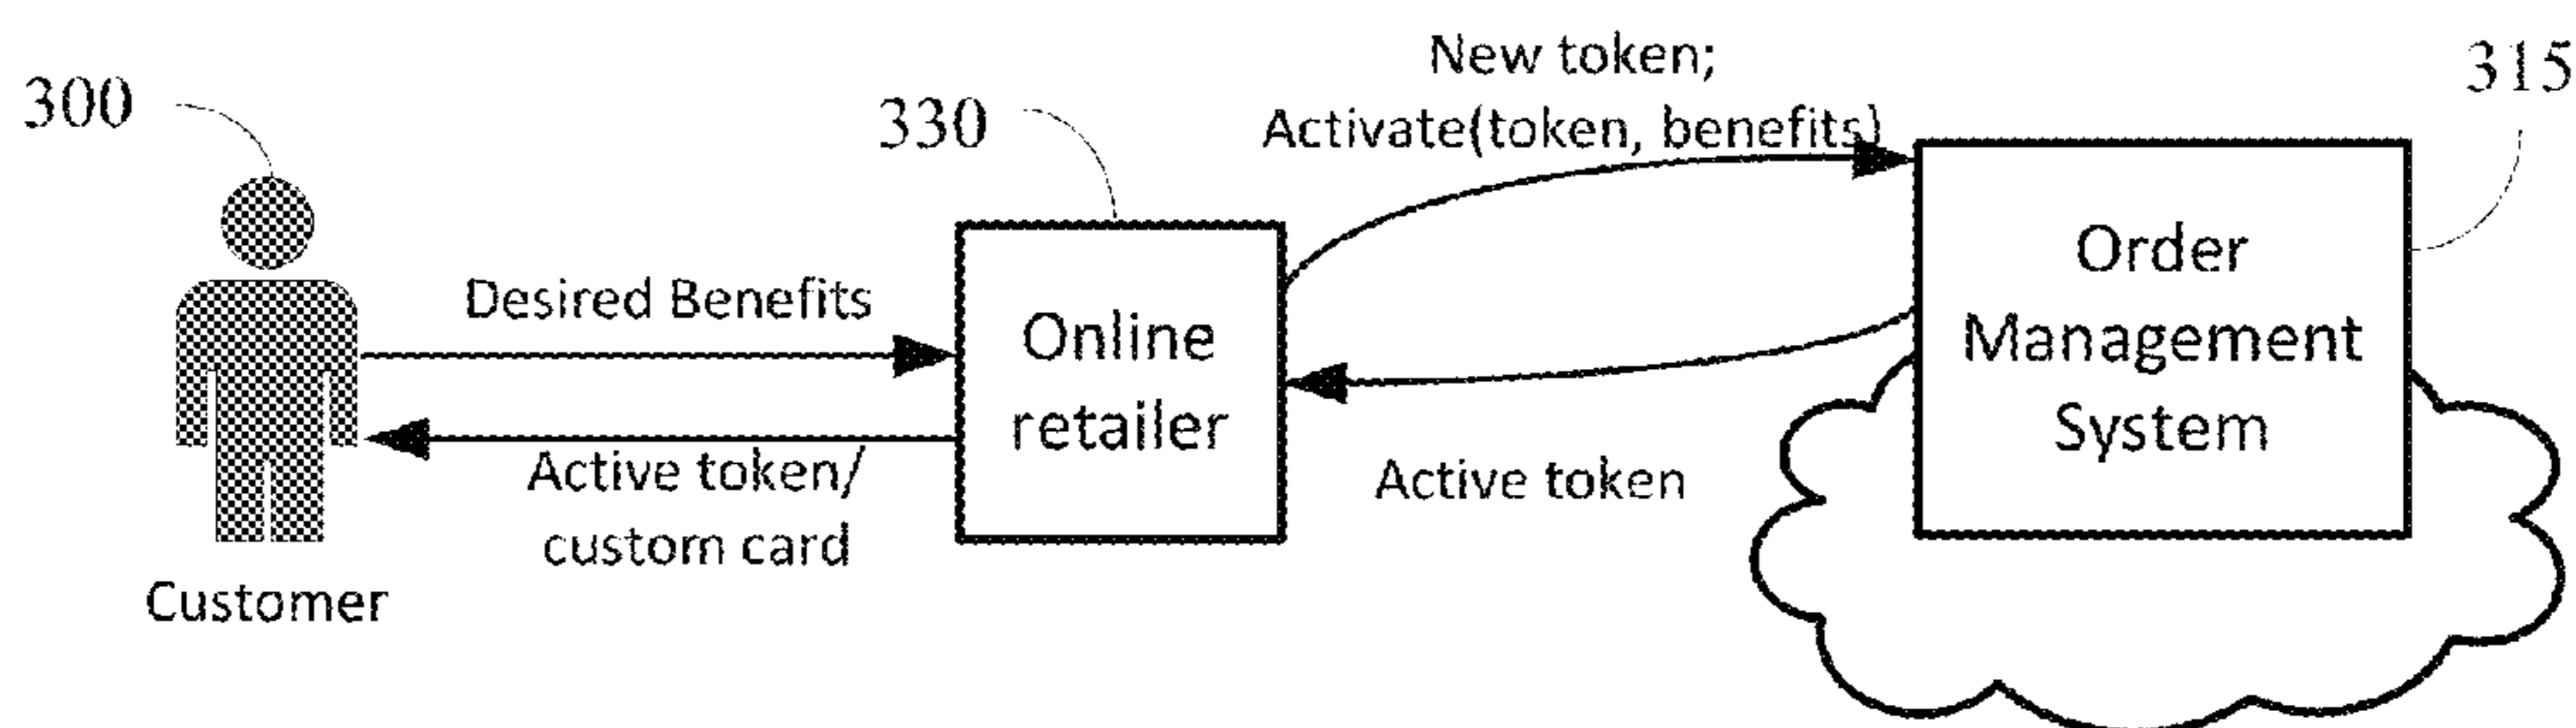 300
Customer
Desired Benefits
Active token/
custom card
330
Online
retailer
New token;
Activate(token, benefits)
Active token
315
Order
Management
System